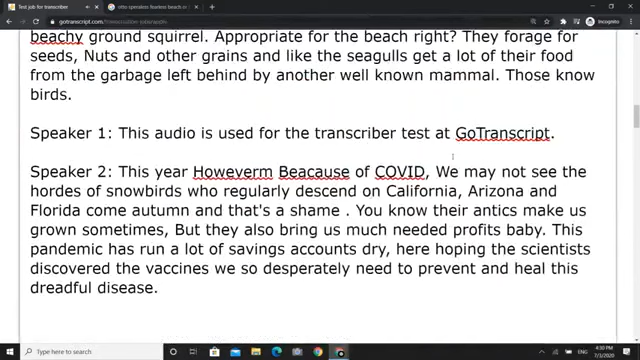 Test job for transcriber
otto speraless fearless beach or s
gotranscript.com/
Incognito
beachy ground squirrel. Appropriate for the beach right? They forage for
seeds, Nuts and other grains and like the seagulls get a lot of their food
from the garbage left behind by another well known mammal. Those know
birds.
Speaker 1: This audio is used for the transcriber test at GoTranscript.
Speaker 2: This year Howeverm Beacause of COVID, We may not see the
hordes of snowbirds who regularly descend on California, Arizona and
Florida come autumn and that's a shame . You know their antics make us
grown sometimes, But they also bring us much needed profits baby. This
pandemic has run a lot of savings accounts dry, here hoping the scientists
discovered the vaccines we so desperately need to prevent and heal this
dreadful disease.
Type here to search
4:30 PM
7/3/2020